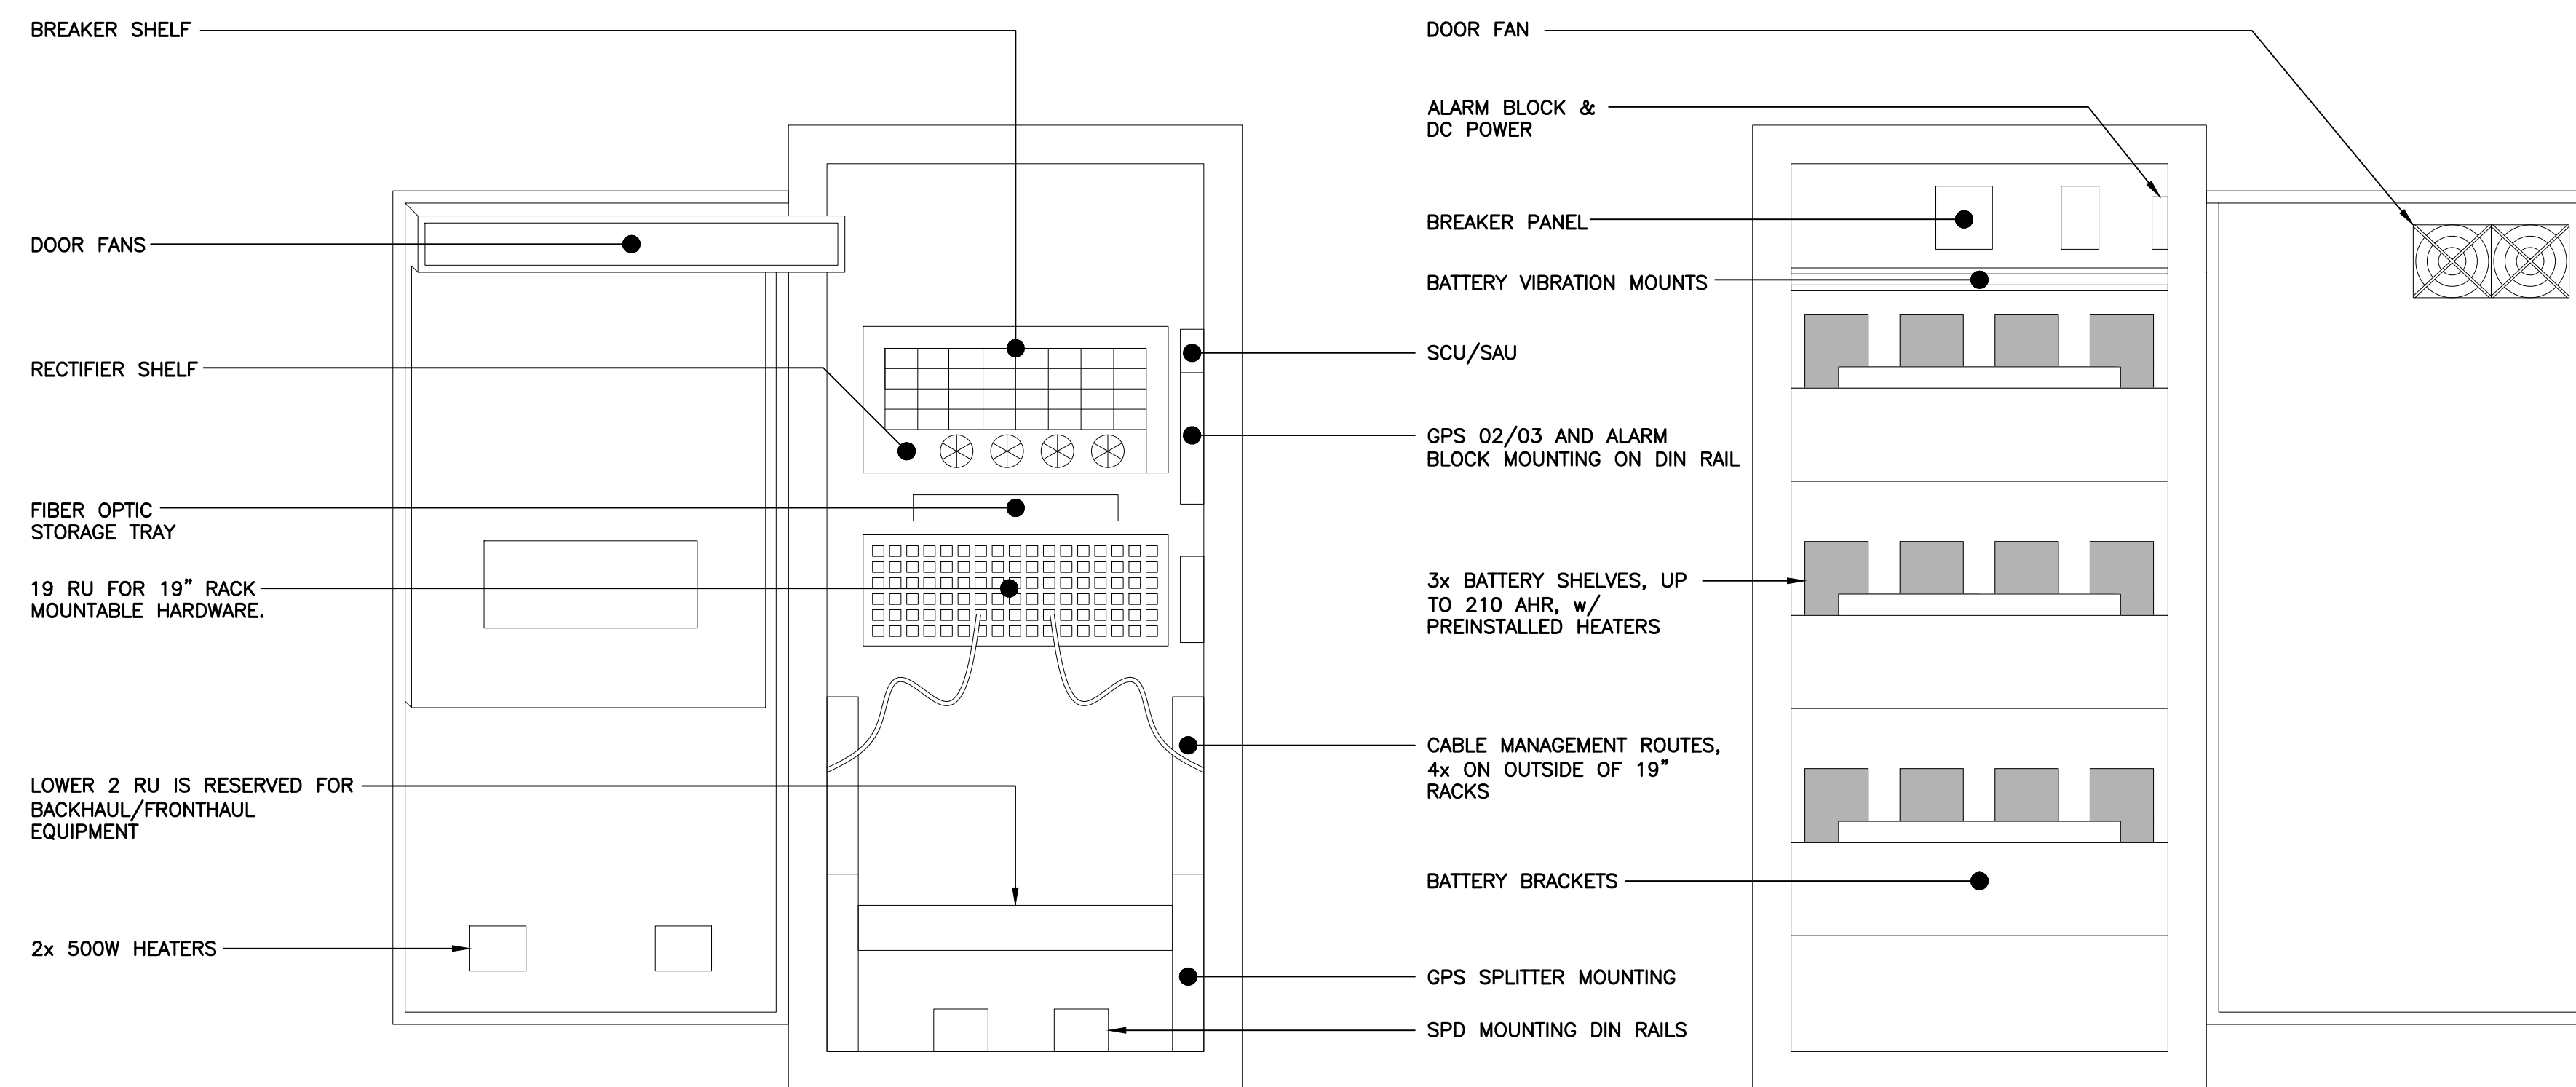 BREAKER SHELF
DOOR FANS
RECTIFIER SHELF
FIBER OPTIC
STORAGE TRAY
19 RU FOR 19" RACK
MOUNTABLE HARDWARE.
LOWER 2 RU IS RESERVED FOR
BACKHAUL/FRONTHAUL
EQUIPMENT
2x 500W HEATERS
DOOR FAN
ALARM BLOCK &
DC POWER
BREAKER PANEL
BATTERY VIBRATION MOUNTS
SCU/SAU
GPS 02/03 AND ALARM
BLOCK MOUNTING ON DIN RAIL
3x BATTERY SHELVES, UP
TO 210 AHR, w/
PREINSTALLED HEATERS
CABLE MANAGEMENT ROUTES,
4x ON OUTSIDE OF 19"
RACKS
BATTERY BRACKETS
GPS SPLITTER MOUNTING
SPD MOUNTING DIN RAILS